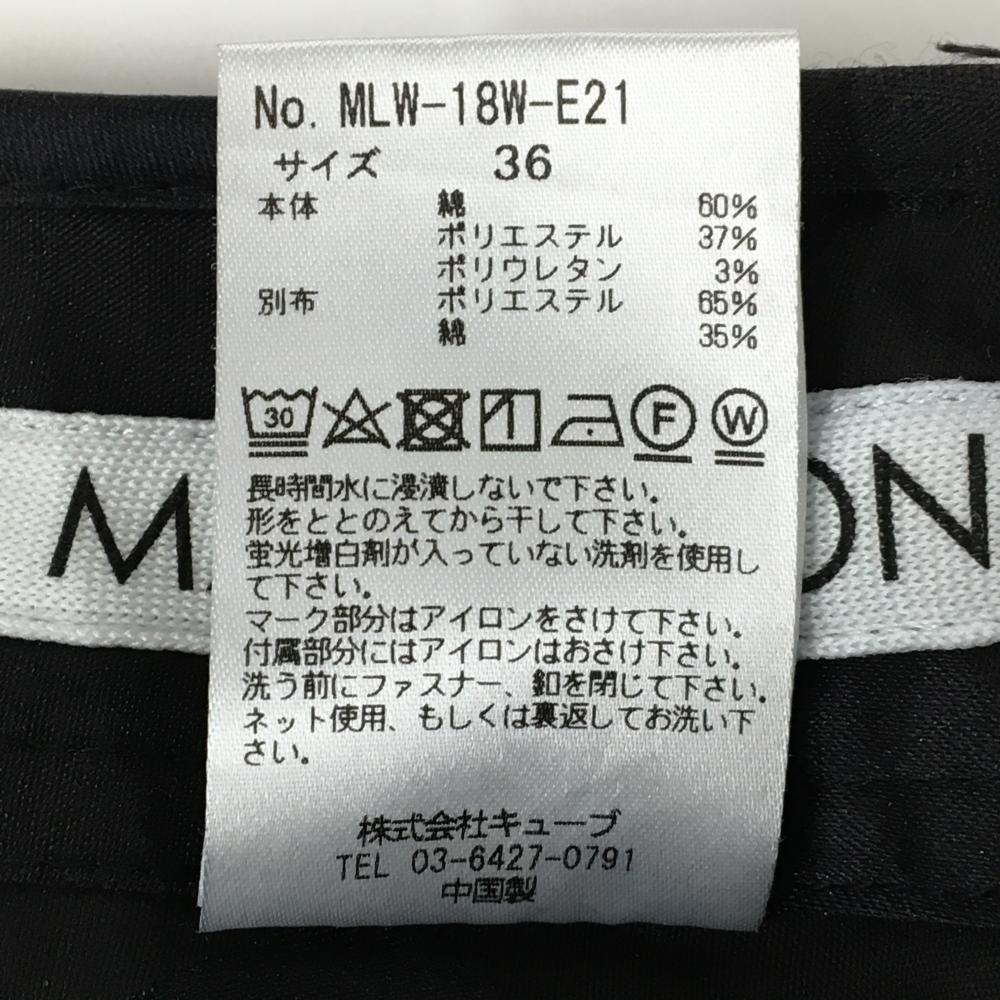 No. MLW-18W-E21
サイズ 36
本体 綿 60%
ポリエステル 37%
ポリウレタン 3%
別布 ポリエステル 65%
綿 35%
30 F W
長時間水に浸漬しないで下さい。
形をととのえてから干して下さい。
蛍光増白剤が入っていない洗剤を使用し
て下さい。
マーク部分はアイロンをさけて下さい。
付属部分にはアイロンはおさけ下さい。
洗う前にファスナー、釦を閉じて下さい。
ネット使用、もしくは裏返してお洗い下
さい。
株式会社キューブ
TEL 03-6427-0791
中国製